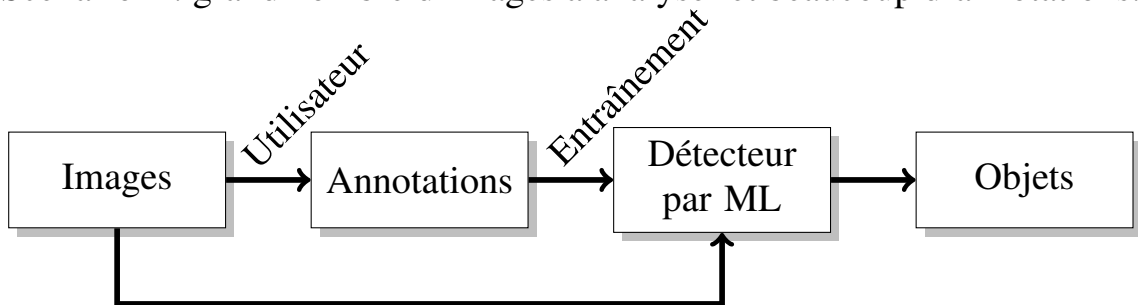 Utilisateur
Entraînement
Images
Annotations
Détecteur
par ML
Objets